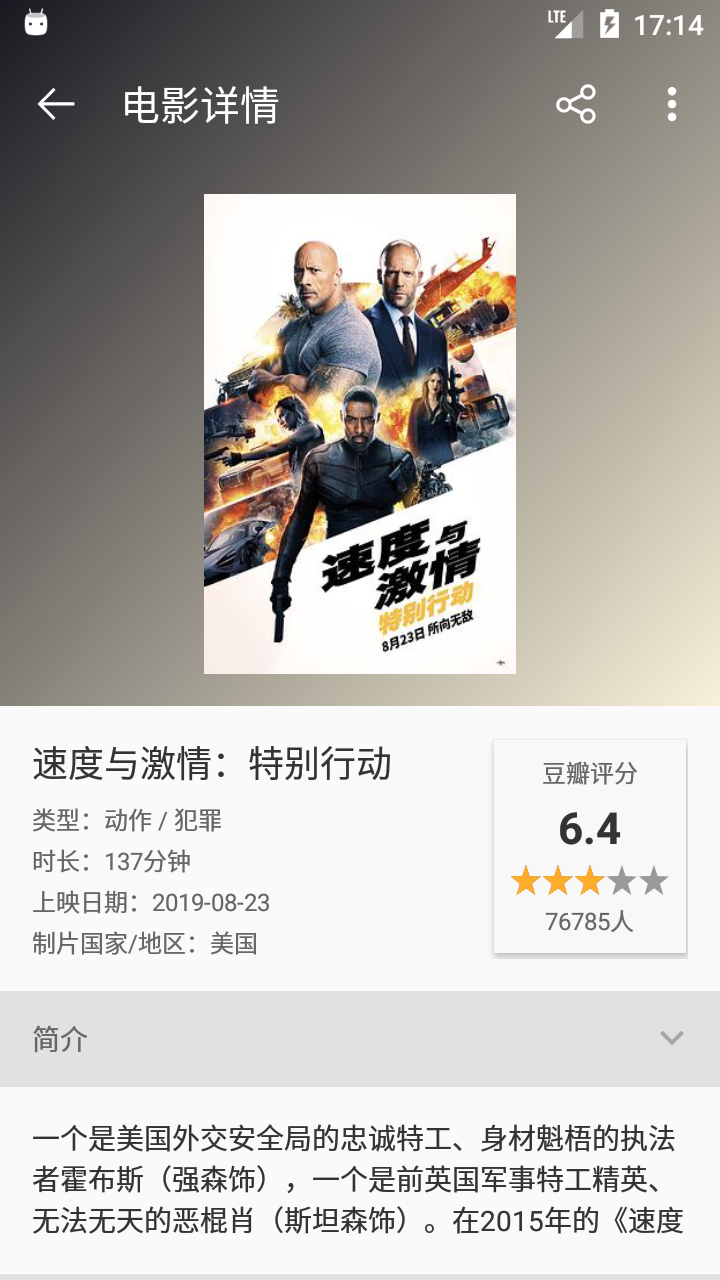 LTE 17:14
电影详情
速度与
激情
特别行动
8月23日 所向无敌
速度与激情：特别行动
类型：动作 / 犯罪
时长：137分钟
上映日期：2019-08-23
制片国家/地区：美国
豆瓣评分
6.4
76785人
简介
一个是美国外交安全局的忠诚特工、身材魁梧的执法
者霍布斯（强森饰），一个是前英国军事特工精英、
无法无天的恶棍肖（斯坦森饰）。在2015年的《速度